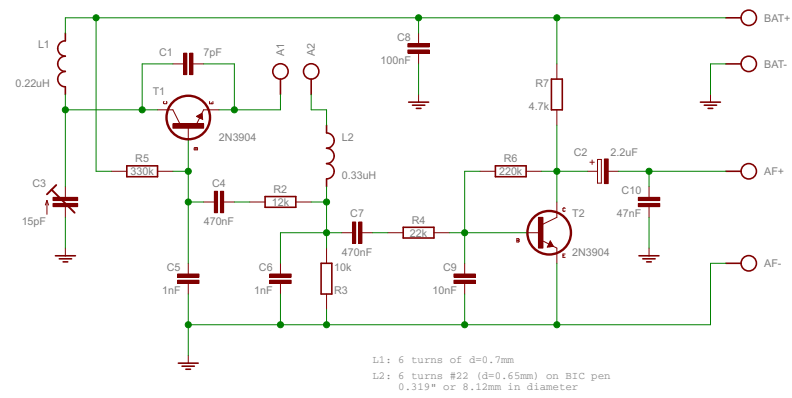 BAT+
L1
C1
7pF
A1
A2
C8
100nF
BAT-
0.22uH
T1
C
E
B
2N3904
R7
4.7k
L2
0.33uH
R5
330k
C3
15pF
C4
470nF
R2
12k
R6
220k
C2
+
2.2uF
AF+
C10
47nF
C7
470nF
R4
22k
T2
C
B
E
2N3904
C5
1nF
C6
1nF
10k
R3
C9
10nF
AF-
L1: 6 turns of d=0.7mm
L2: 6 turns #22 (d=0.65mm) on BIC pen
0.319" or 8.12mm in diameter